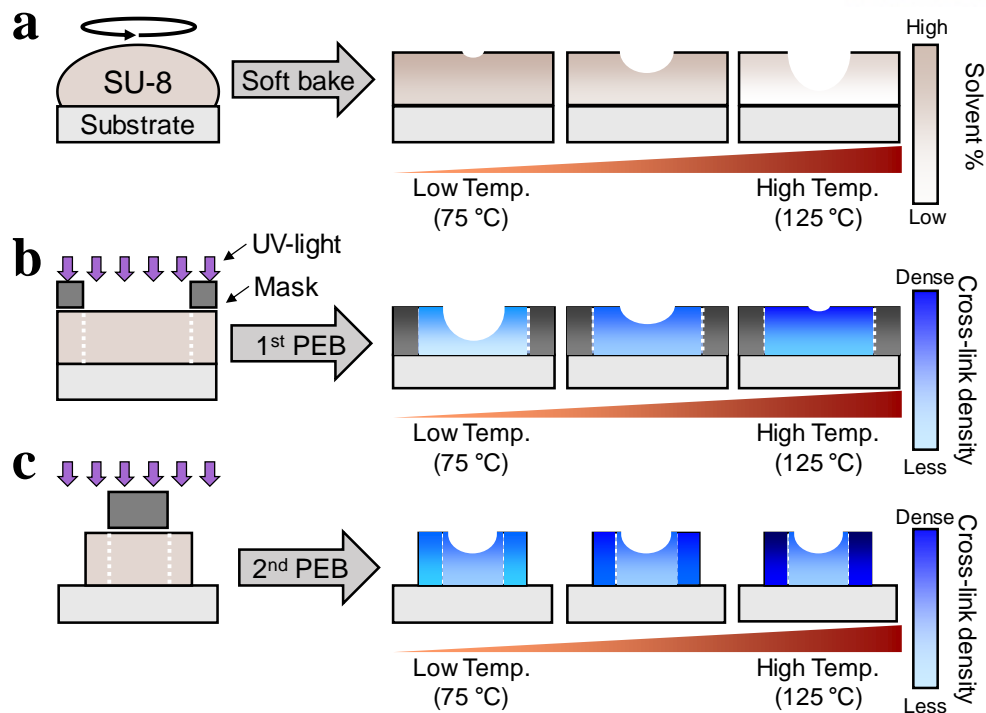 a
SU-8
Substrate
Soft bake
Low Temp.
(75 °C)
High Temp.
(125 °C)
High
Solvent %
Low
b
UV-light
Mask
1st PEB
Low Temp.
(75 °C)
High Temp.
(125 °C)
Dense
Cross-link density
Less
c
2nd PEB
Low Temp.
(75 °C)
High Temp.
(125 °C)
Dense
Cross-link density
Less